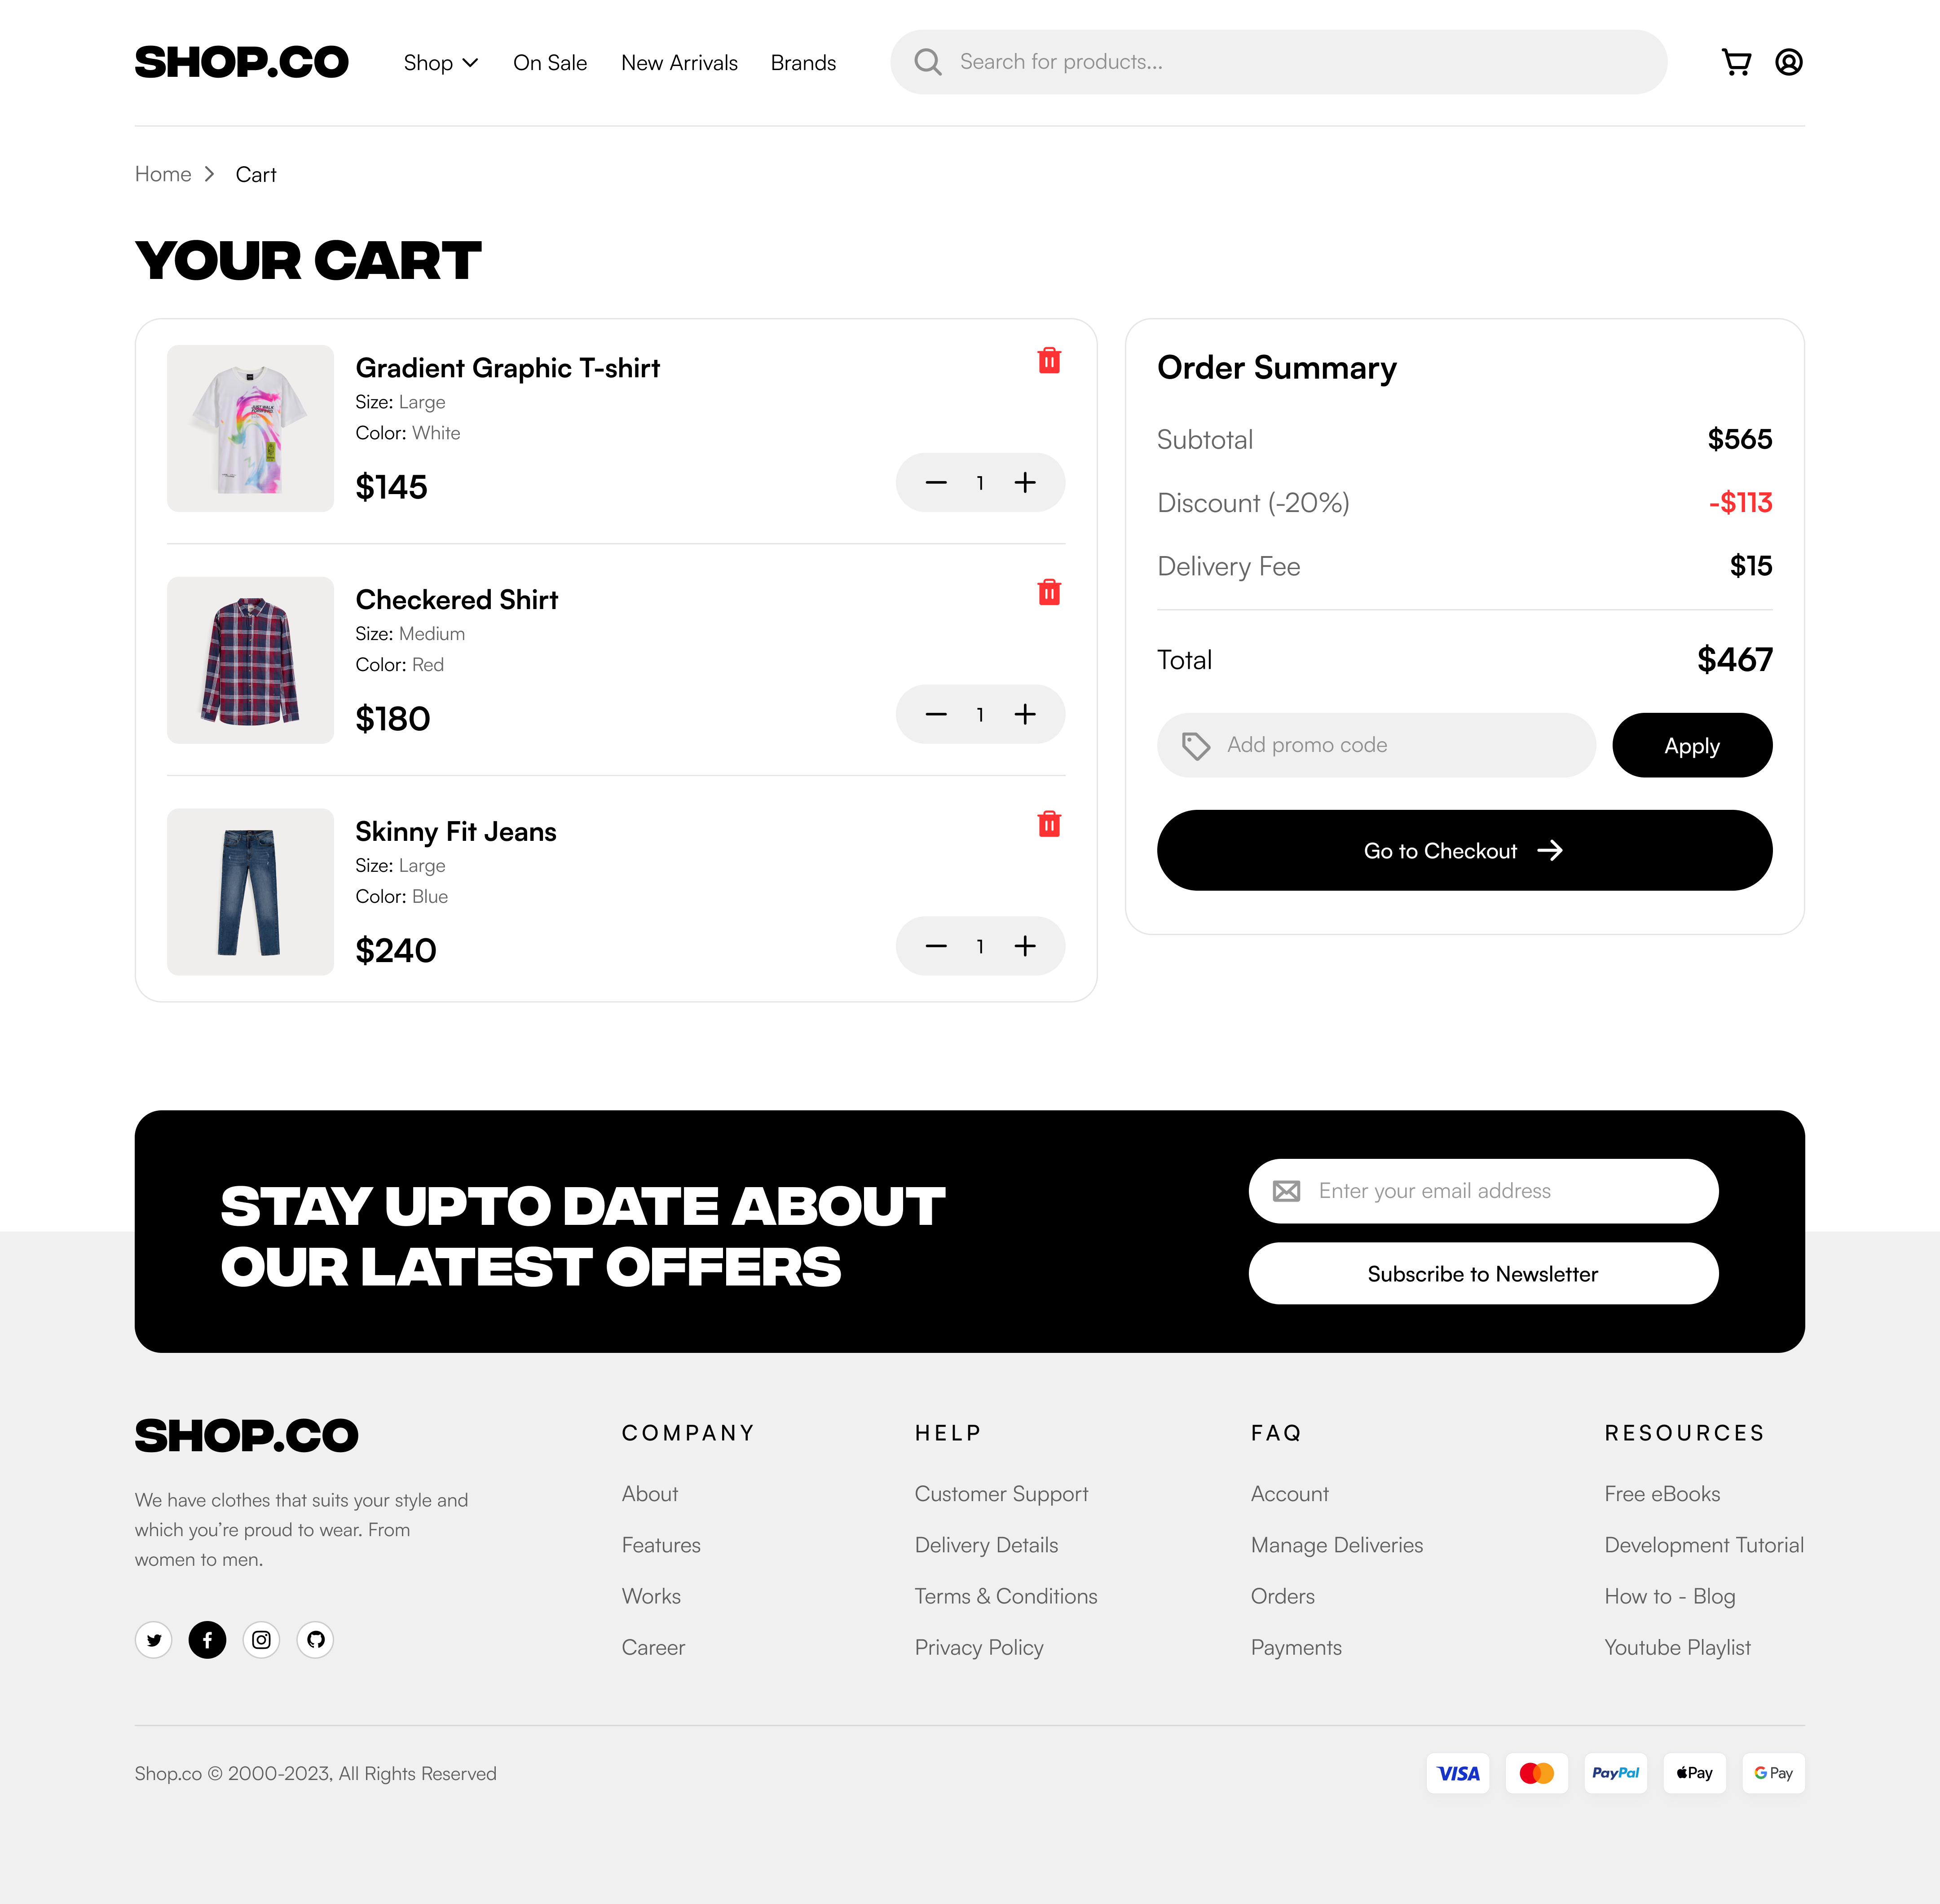 SHOP.CO
Shop
On Sale
New Arrivals
Brands
Search for products...
Home
Cart
YOUR CART
Gradient Graphic T-shirt
Size: Large
Color: White
$145
1
Checkered Shirt
Size: Medium
Color: Red
$180
1
Skinny Fit Jeans
Size: Large
Color: Blue
$240
1
Order Summary
Subtotal
$565
Discount (-20%)
-$113
Delivery Fee
$15
Total
$467
Add promo code
Apply
Go to Checkout
STAY UPTO DATE ABOUT
OUR LATEST OFFERS
Enter your email address
Subscribe to Newsletter
SHOP.CO
We have clothes that suits your style and
which you’re proud to wear. From
women to men.
COMPANY
About
Features
Works
Career
HELP
Customer Support
Delivery Details
Terms & Conditions
Privacy Policy
FAQ
Account
Manage Deliveries
Orders
Payments
RESOURCES
Free eBooks
Development Tutorial
How to - Blog
Youtube Playlist
Shop.co © 2000-2023, All Rights Reserved
VISA
PayPal
Pay
G Pay